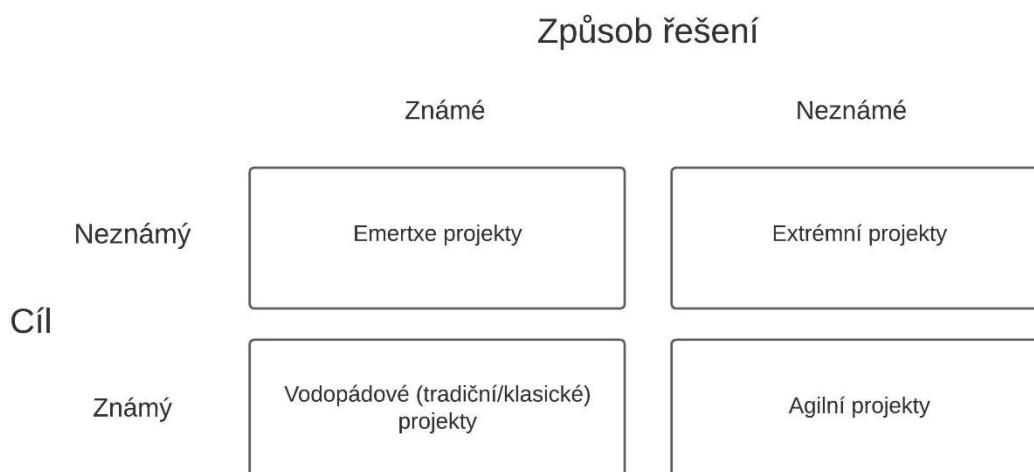 Způsob řešení
Známé
Neznámé
Neznámý
Emertxe projekty
Extrémní projekty
Cíl
Známý
Vodopádové (tradiční/klasické)
projekty
Agilní projekty